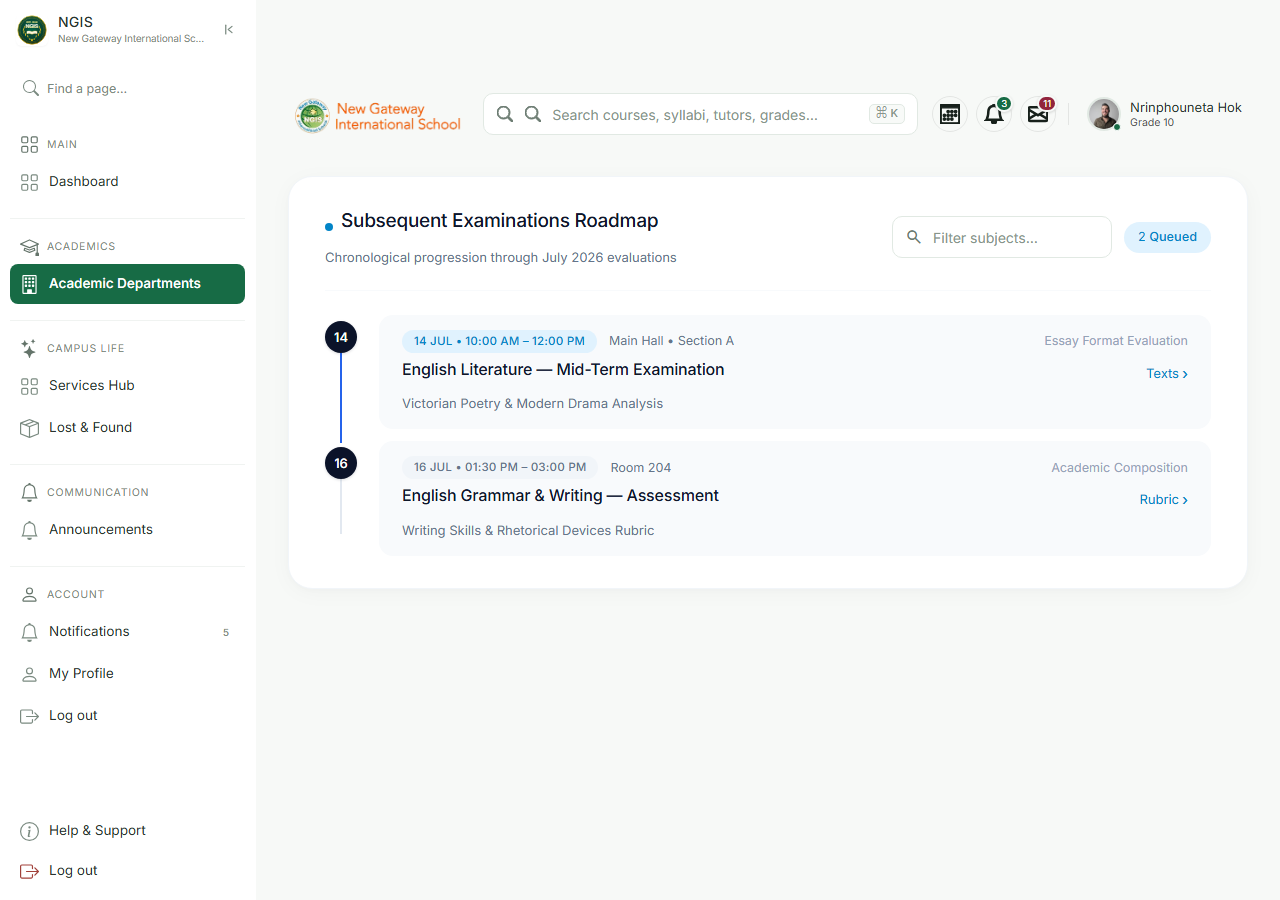 NGIS
New Gateway International Sc...
Find a page...
MAIN
Dashboard
ACADEMICS
Academic Departments
CAMPUS LIFE
Services Hub
Lost & Found
COMMUNICATION
Announcements
ACCOUNT
Notifications 5
My Profile
Log out
Help & Support
Log out
New Gateway
International School
Search courses, syllabi, tutors, grades...
⌘ K
3
11
Nrinphouneta Hok
Grade 10
Subsequent Examinations Roadmap
Chronological progression through July 2026 evaluations
Filter subjects...
2 Queued
14
14 JUL • 10:00 AM – 12:00 PM Main Hall • Section A
Essay Format Evaluation
English Literature — Mid-Term Examination
Texts ›
Victorian Poetry & Modern Drama Analysis
16
16 JUL • 01:30 PM – 03:00 PM Room 204
Academic Composition
English Grammar & Writing — Assessment
Rubric ›
Writing Skills & Rhetorical Devices Rubric